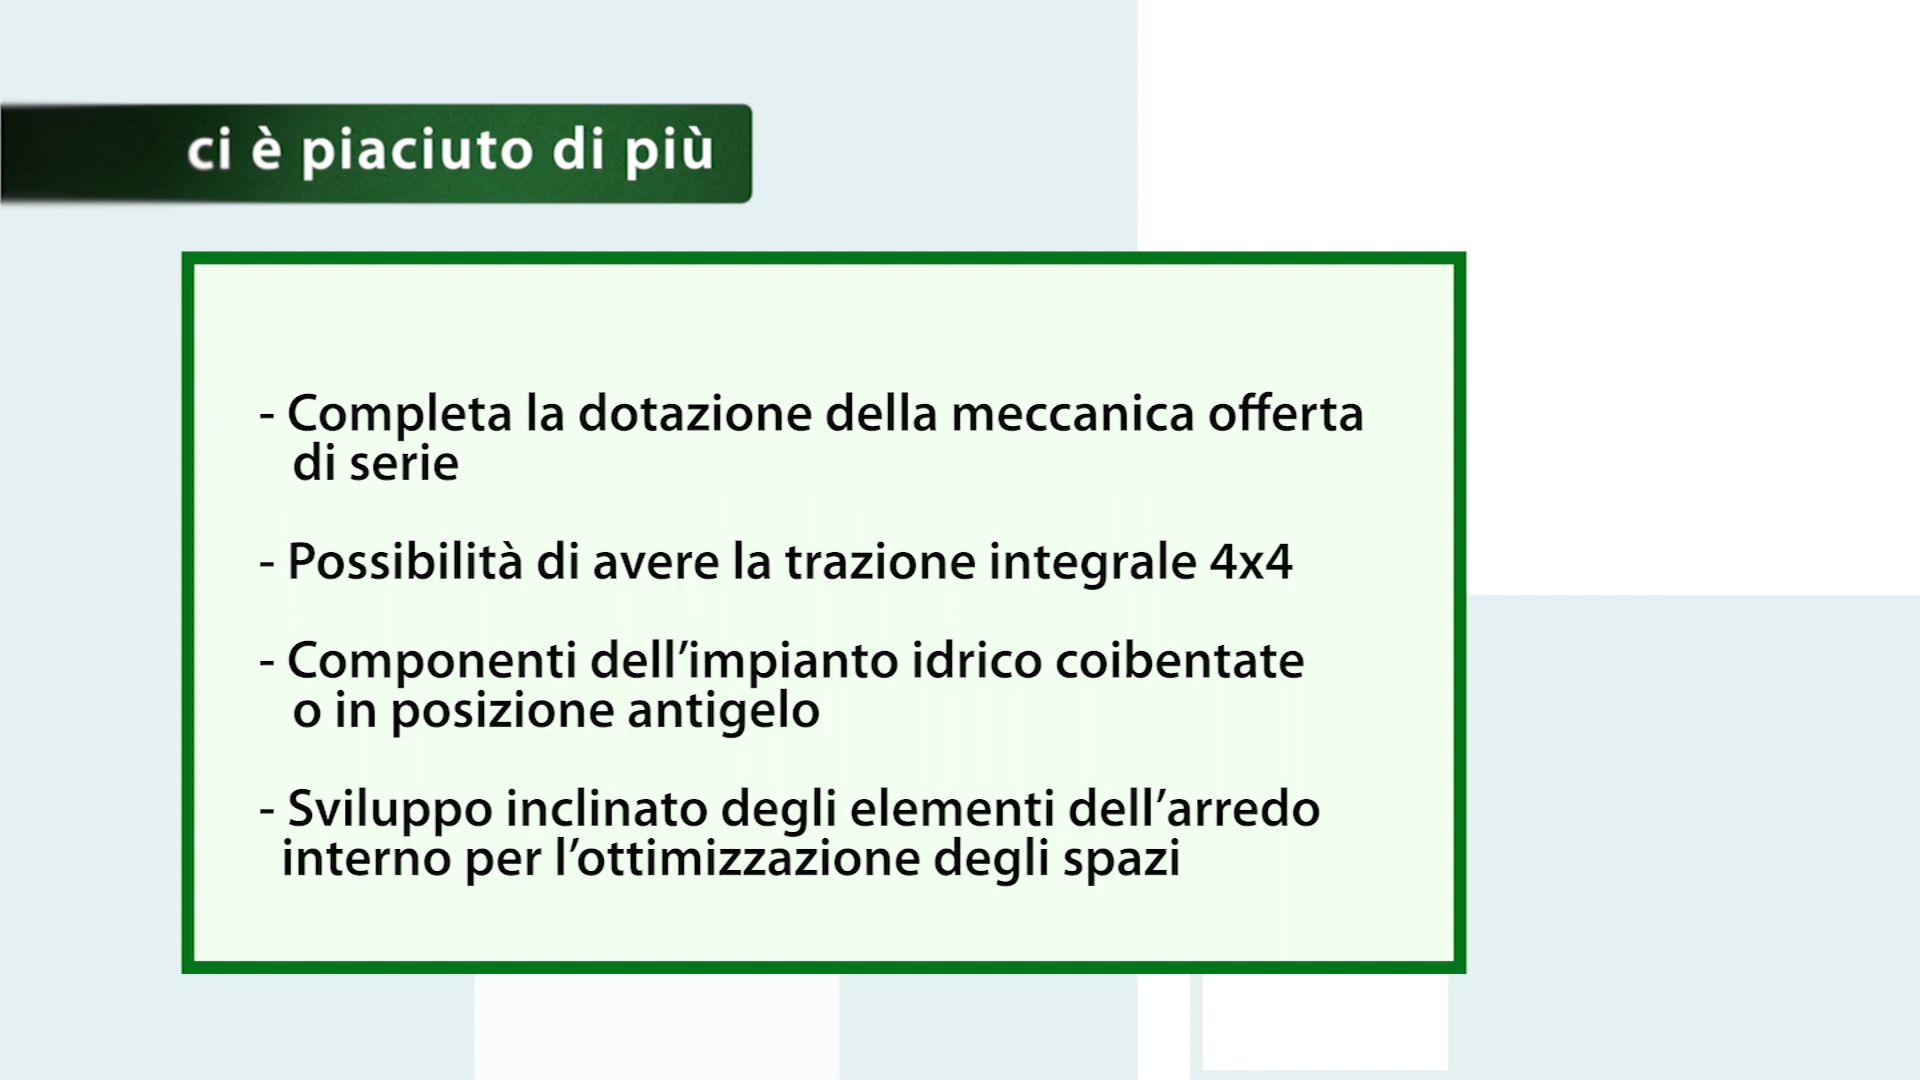 ci è piaciuto di più
- Completa la dotazione della meccanica offerta
di serie
- Possibilità di avere la trazione integrale 4x4
- Componenti dell’impianto idrico coibentate
o in posizione antigelo
- Sviluppo inclinato degli elementi dell’arredo
interno per l’ottimizzazione degli spazi